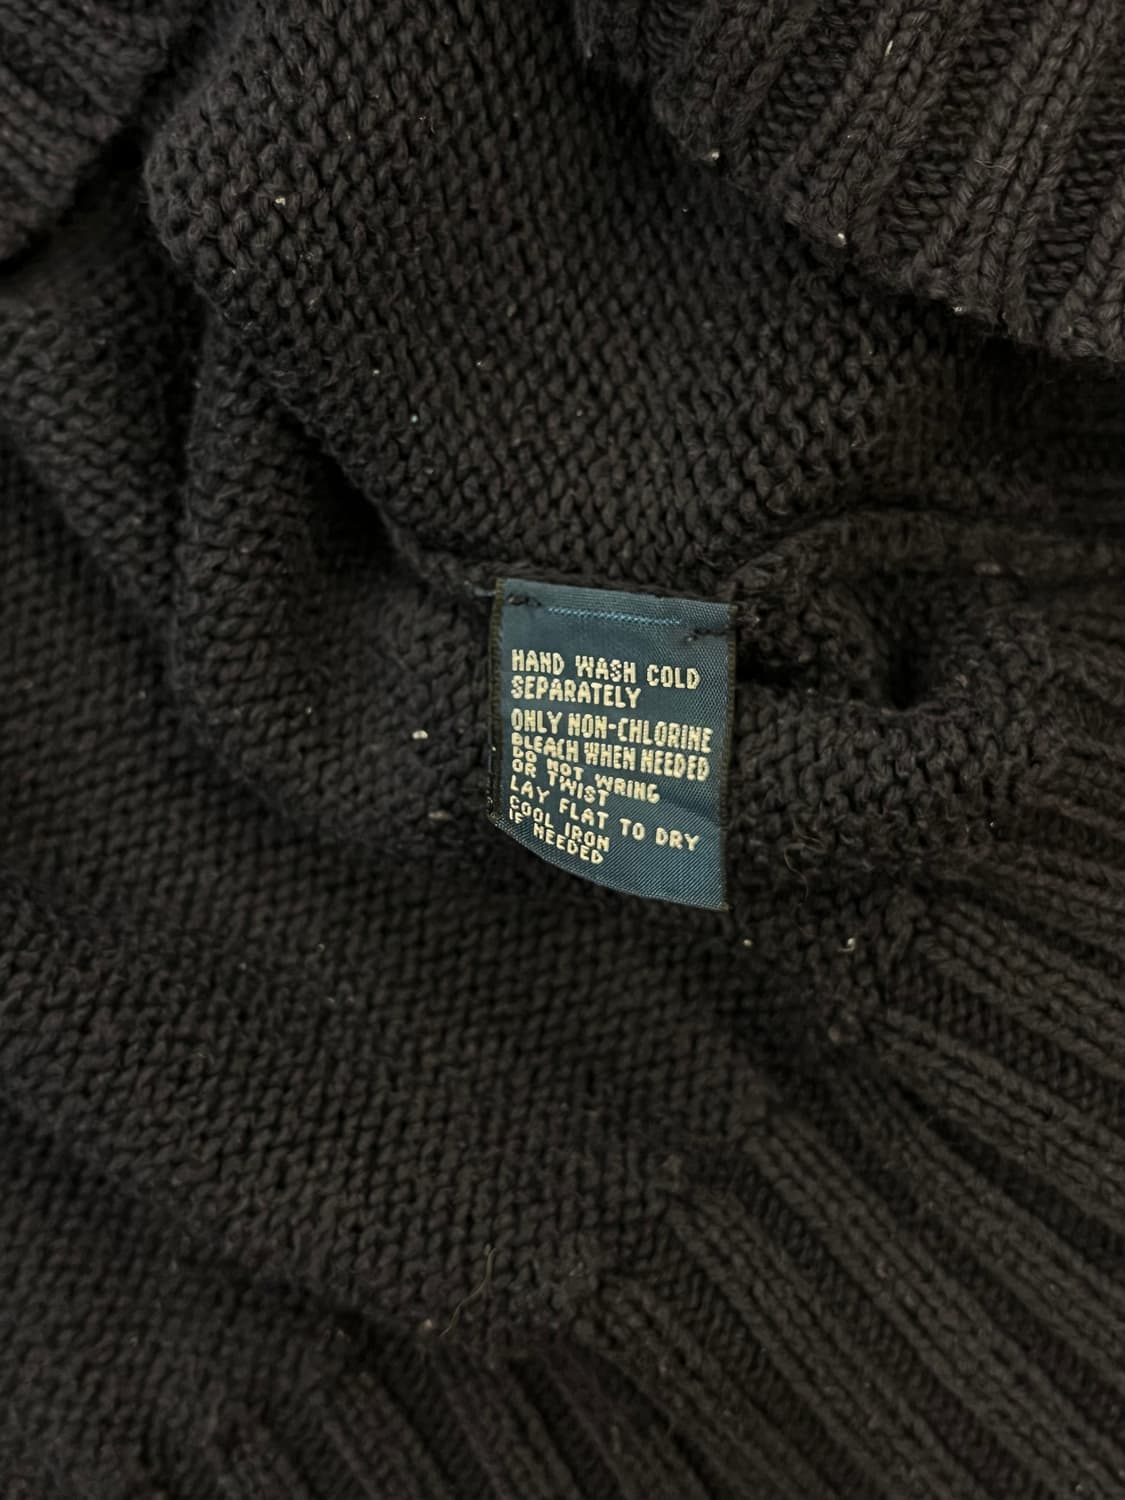 HAND WASH COLD
SEPARATELY
ONLY NON-CHLORINE
BLEACH WHEN NEEDED
DO NOT WRING
OR TWIST
LAY FLAT TO DRY
COOL IRON
IF NEEDED